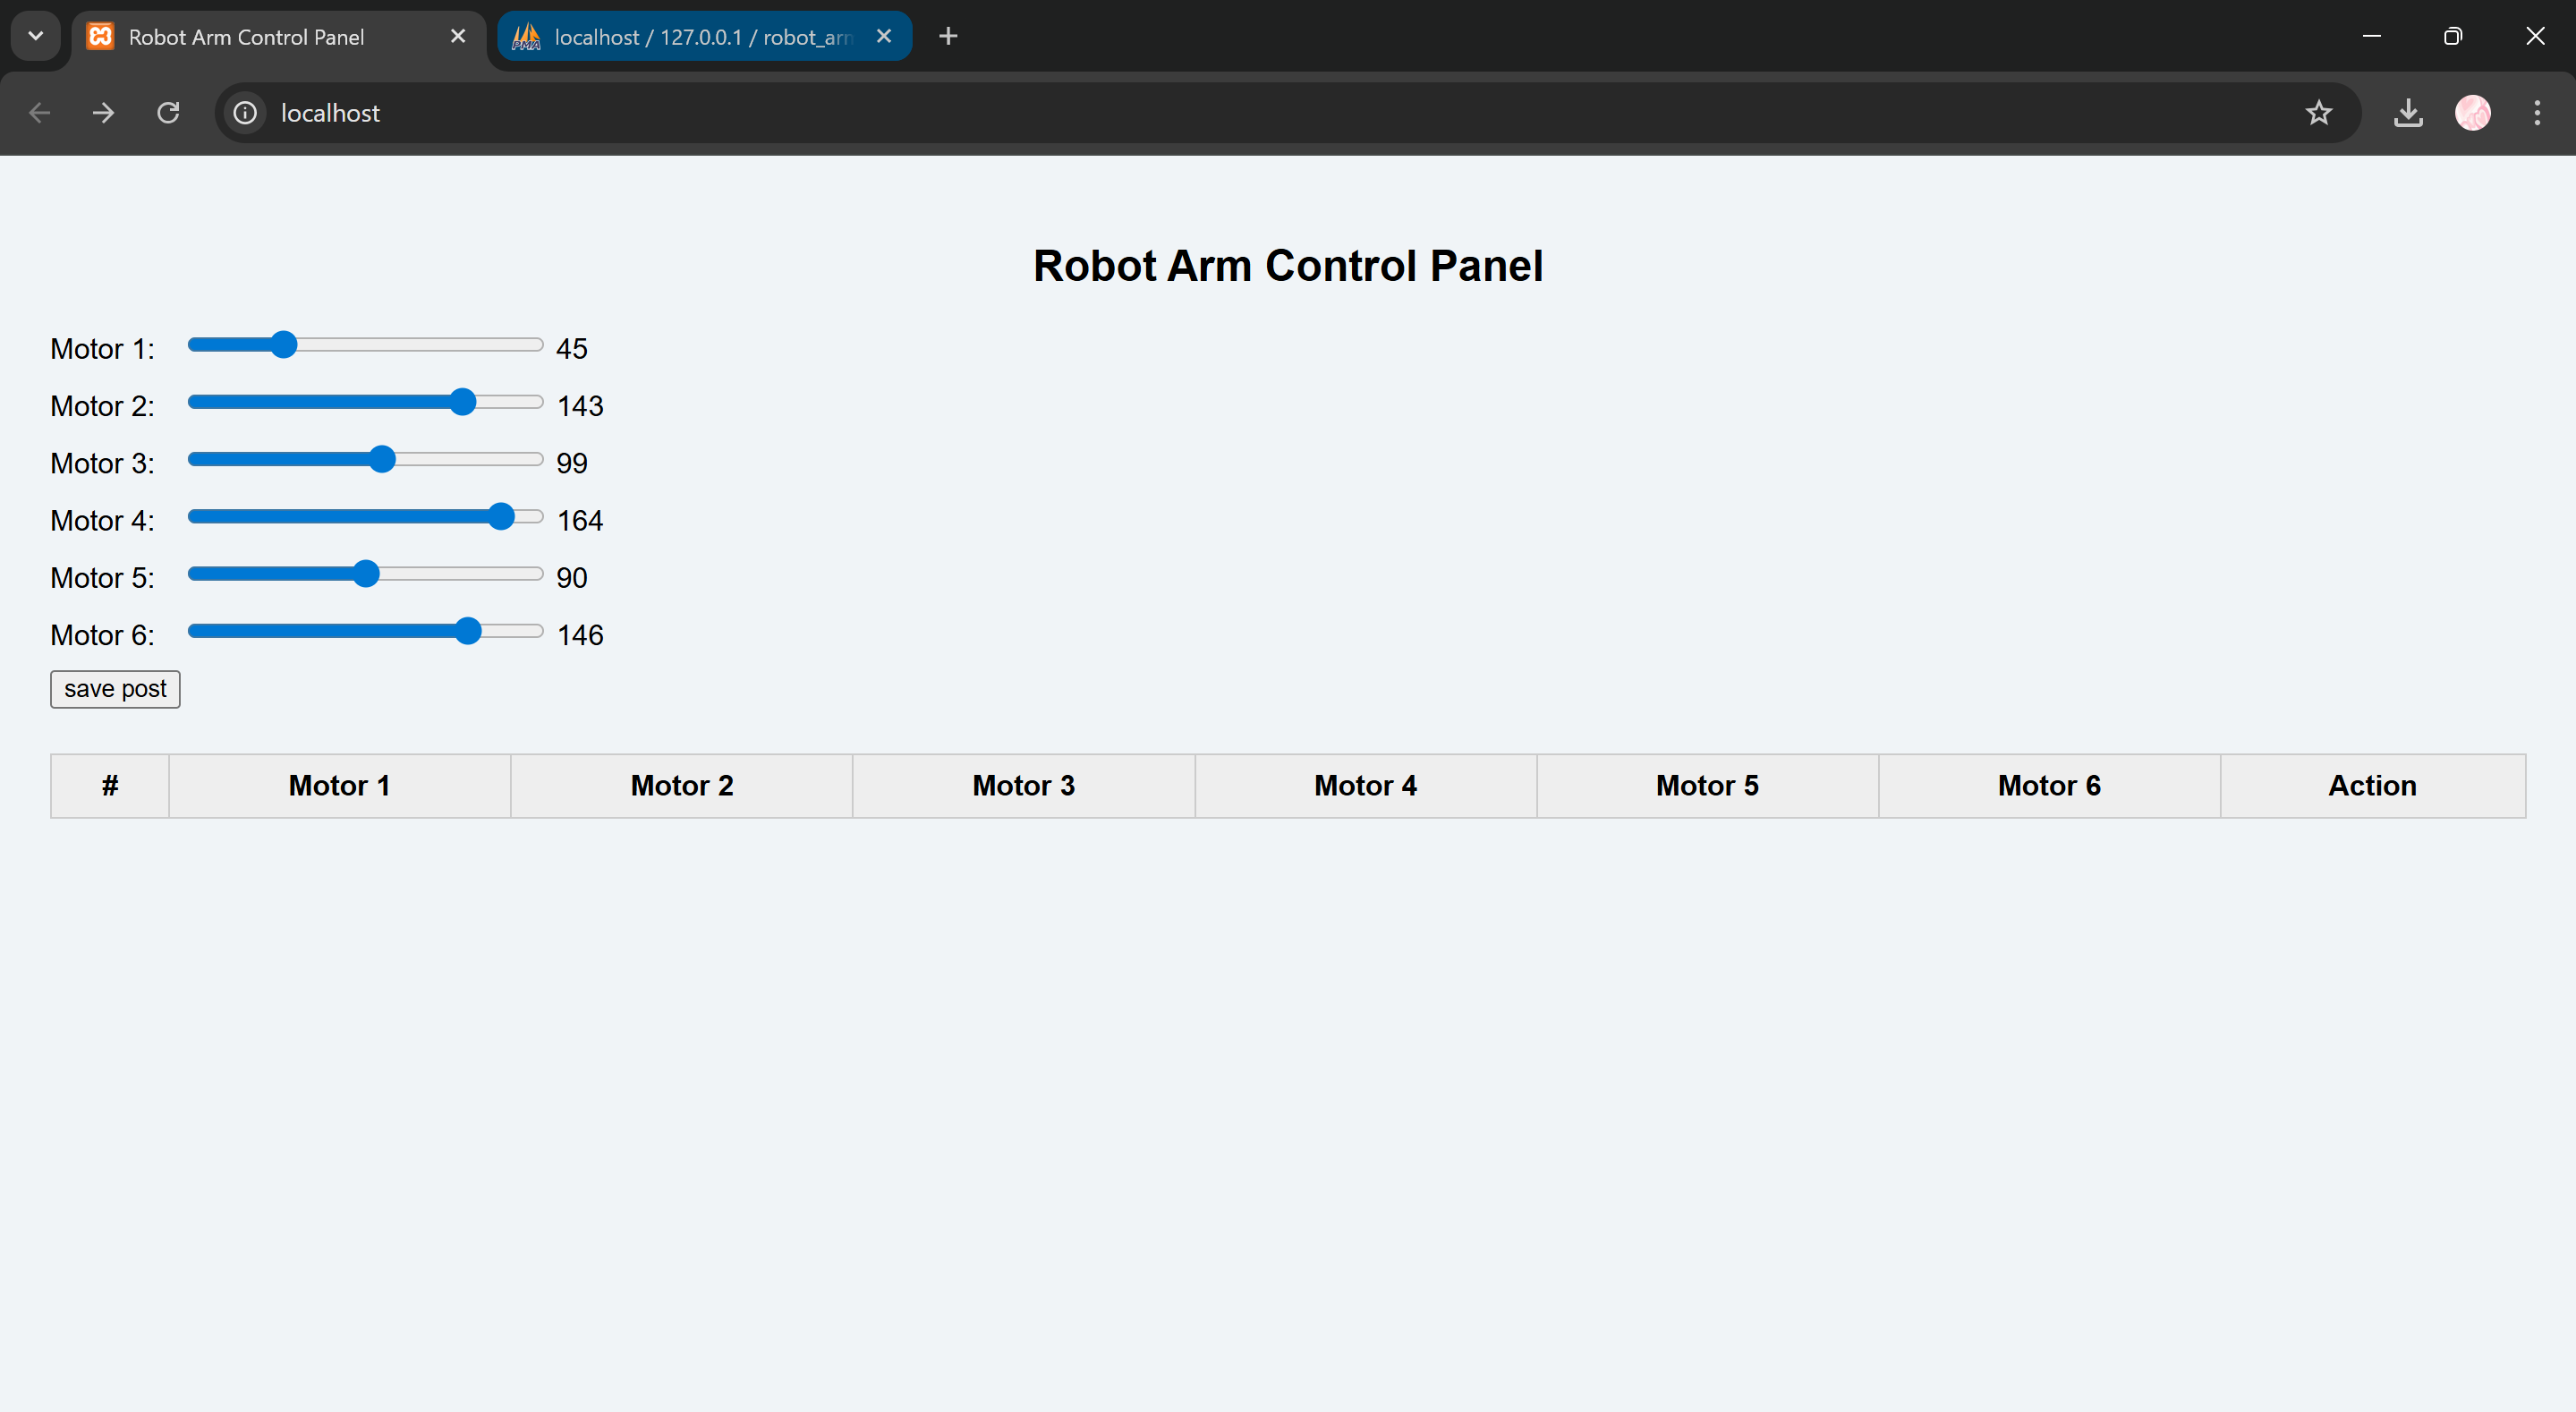 Robot Arm Control Panel
localhost / 127.0.0.1 / robot_arm
localhost
Robot Arm Control Panel
Motor 1: 45
Motor 2: 143
Motor 3: 99
Motor 4: 164
Motor 5: 90
Motor 6: 146
save post
# Motor 1 Motor 2 Motor 3 Motor 4 Motor 5 Motor 6 Action